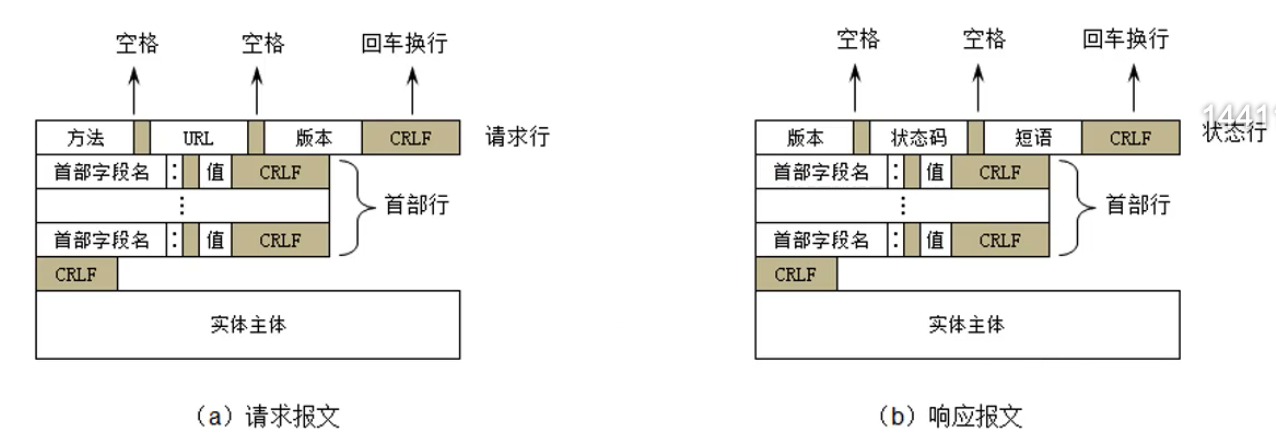 空格 空格 回车换行
方法 URL 版本 CRLF 请求行
首部字段名 : 值 CRLF
⋮ 首部行
首部字段名 : 值 CRLF
CRLF
实体主体
(a) 请求报文
空格 空格 回车换行
14411
版本 状态码 短语 CRLF 状态行
首部字段名 : 值 CRLF
⋮ 首部行
首部字段名 : 值 CRLF
CRLF
实体主体
(b) 响应报文